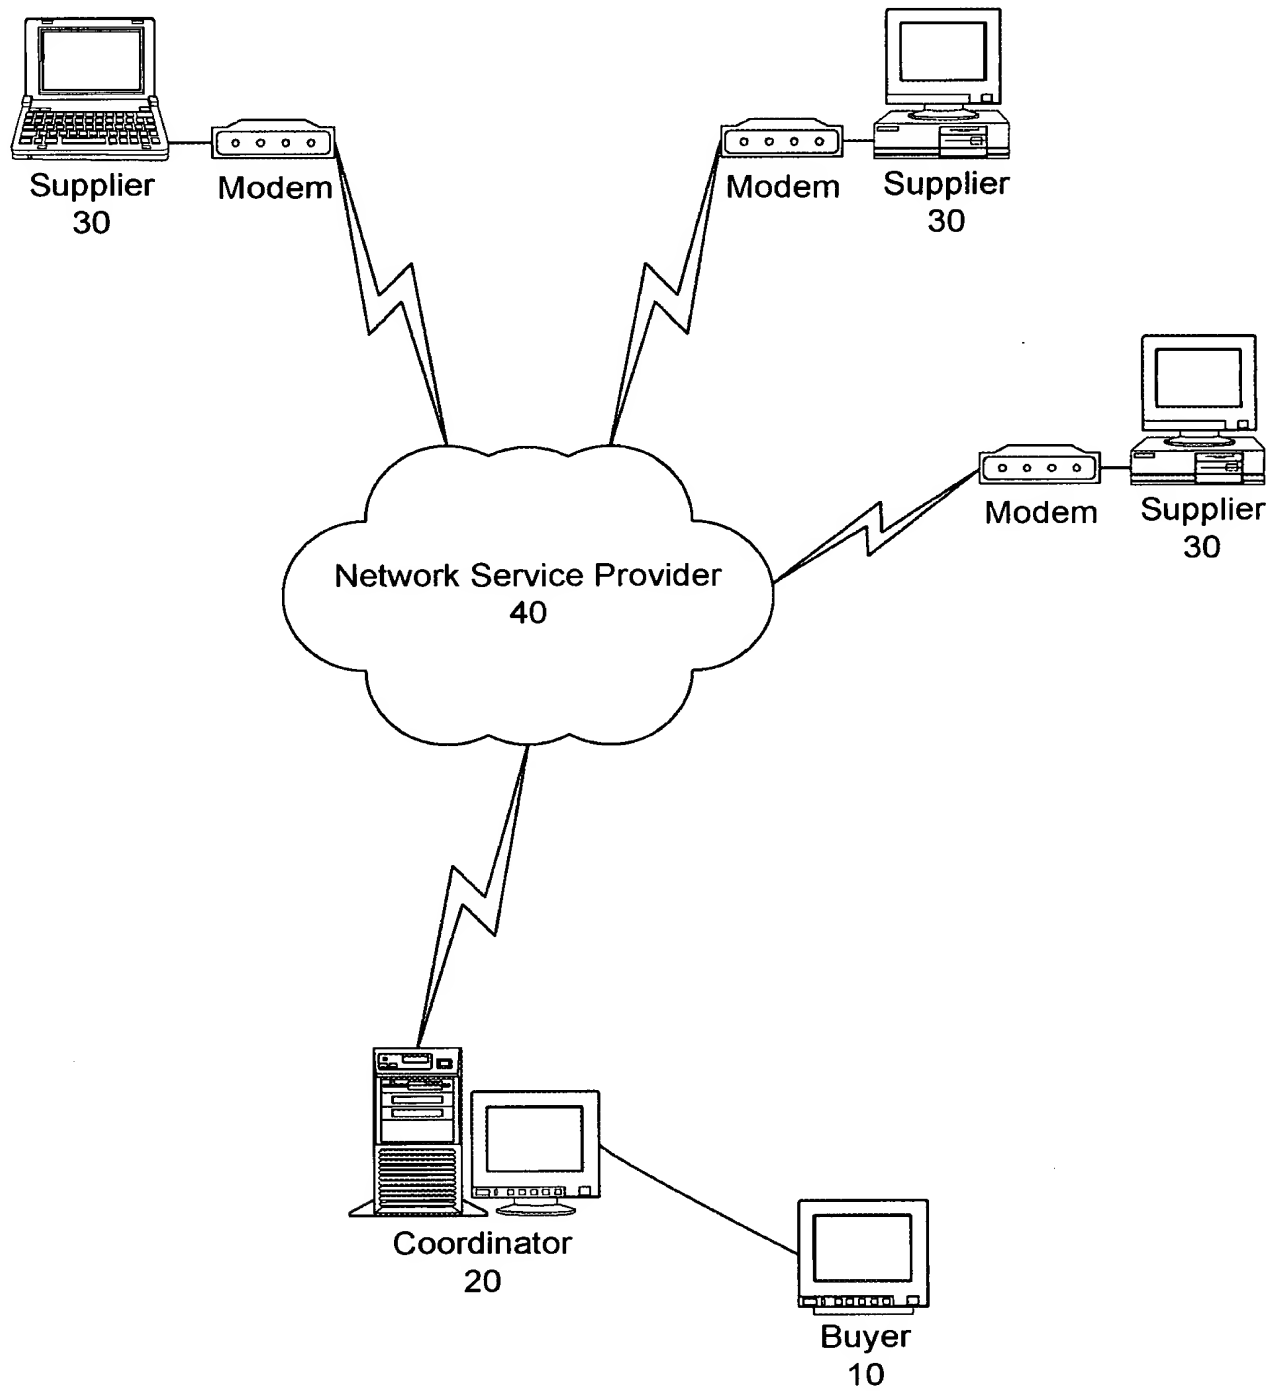 Supplier
30
Modem
Modem
Supplier
30
Modem
Supplier
30
Network Service Provider
40
Coordinator
20
Buyer
10